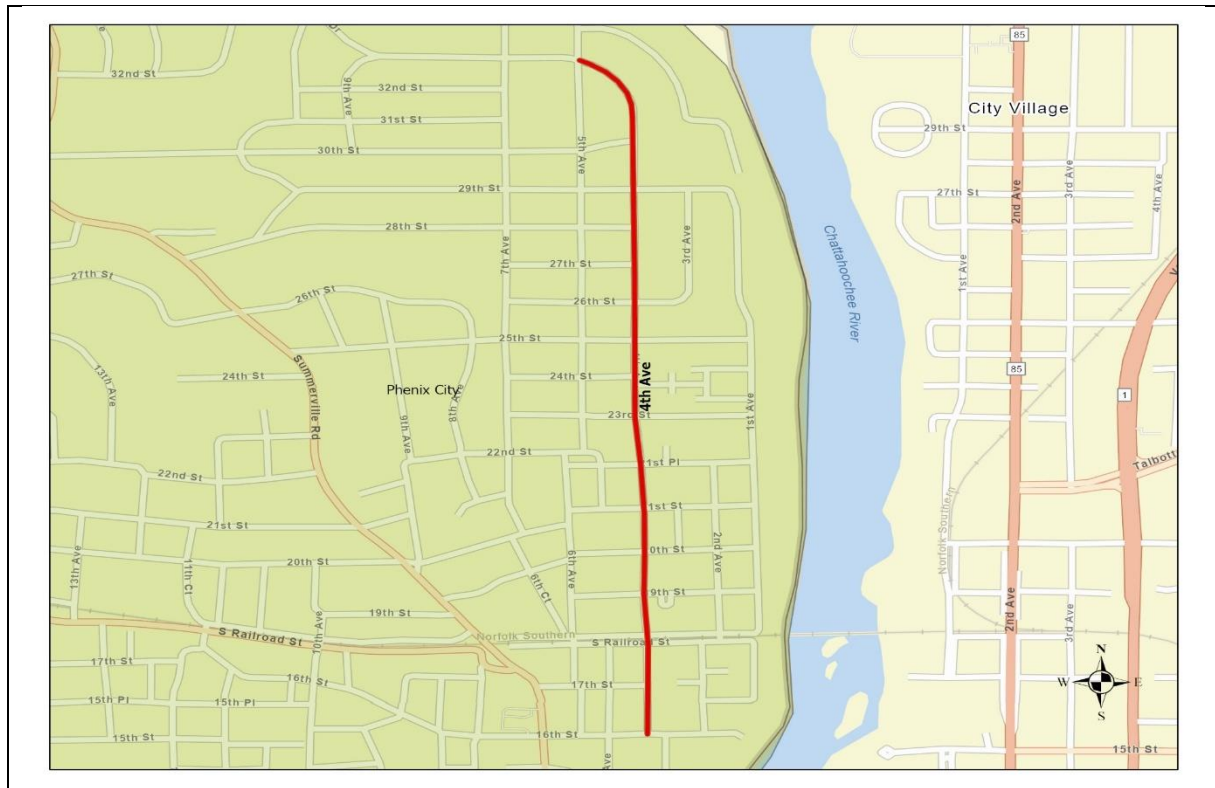 85
32nd St
9th Ave
32nd St
City Village
31st St
29th St
30th St
5th Ave
2nd Ave
3rd Ave
4th Ave
29th St
27th St
28th St
7th Ave
3rd Ave
Chattahoochee River
1st Ave
27th St
27th St
26th St
26th St
25th St
13th Ave
Summerville Rd
24th St
Phenix City
8th Ave
24th St
4th Ave
85
1
9th Ave
23rd St
1st Ave
22nd St
22nd St
1st Pl
Talbott
21st St
1st St
Norfolk Southern
13th Ave
11th Ct
20th St
6th Ave
0th St
2nd Ave
6th Ct
10th Ave
19th St
9th St
2nd Ave
3rd Ave
S Railroad St
Norfolk Southern
S Railroad St
N
17th St
16th St
17th St
W
E
15th Pl
15th Pl
S
15th St
16th St
Ave
15th St